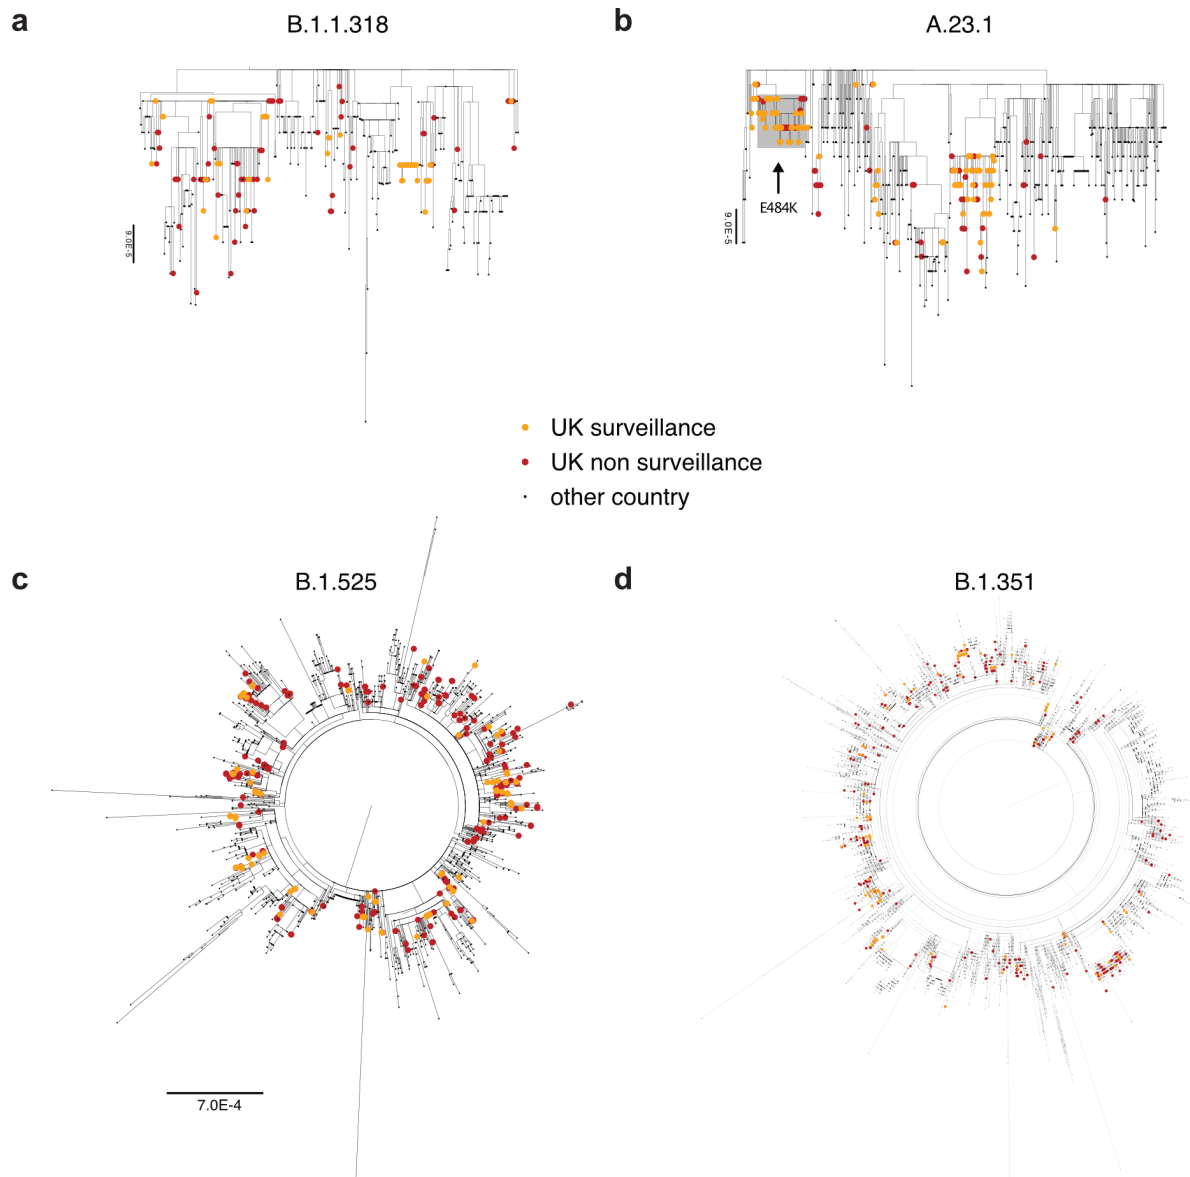 a
B.1.1.318
b
A.23.1
9.0E-5
E484K
9.0E-5
UK surveillance
UK non surveillance
other country
c
B.1.525
d
B.1.351
7.0E-4